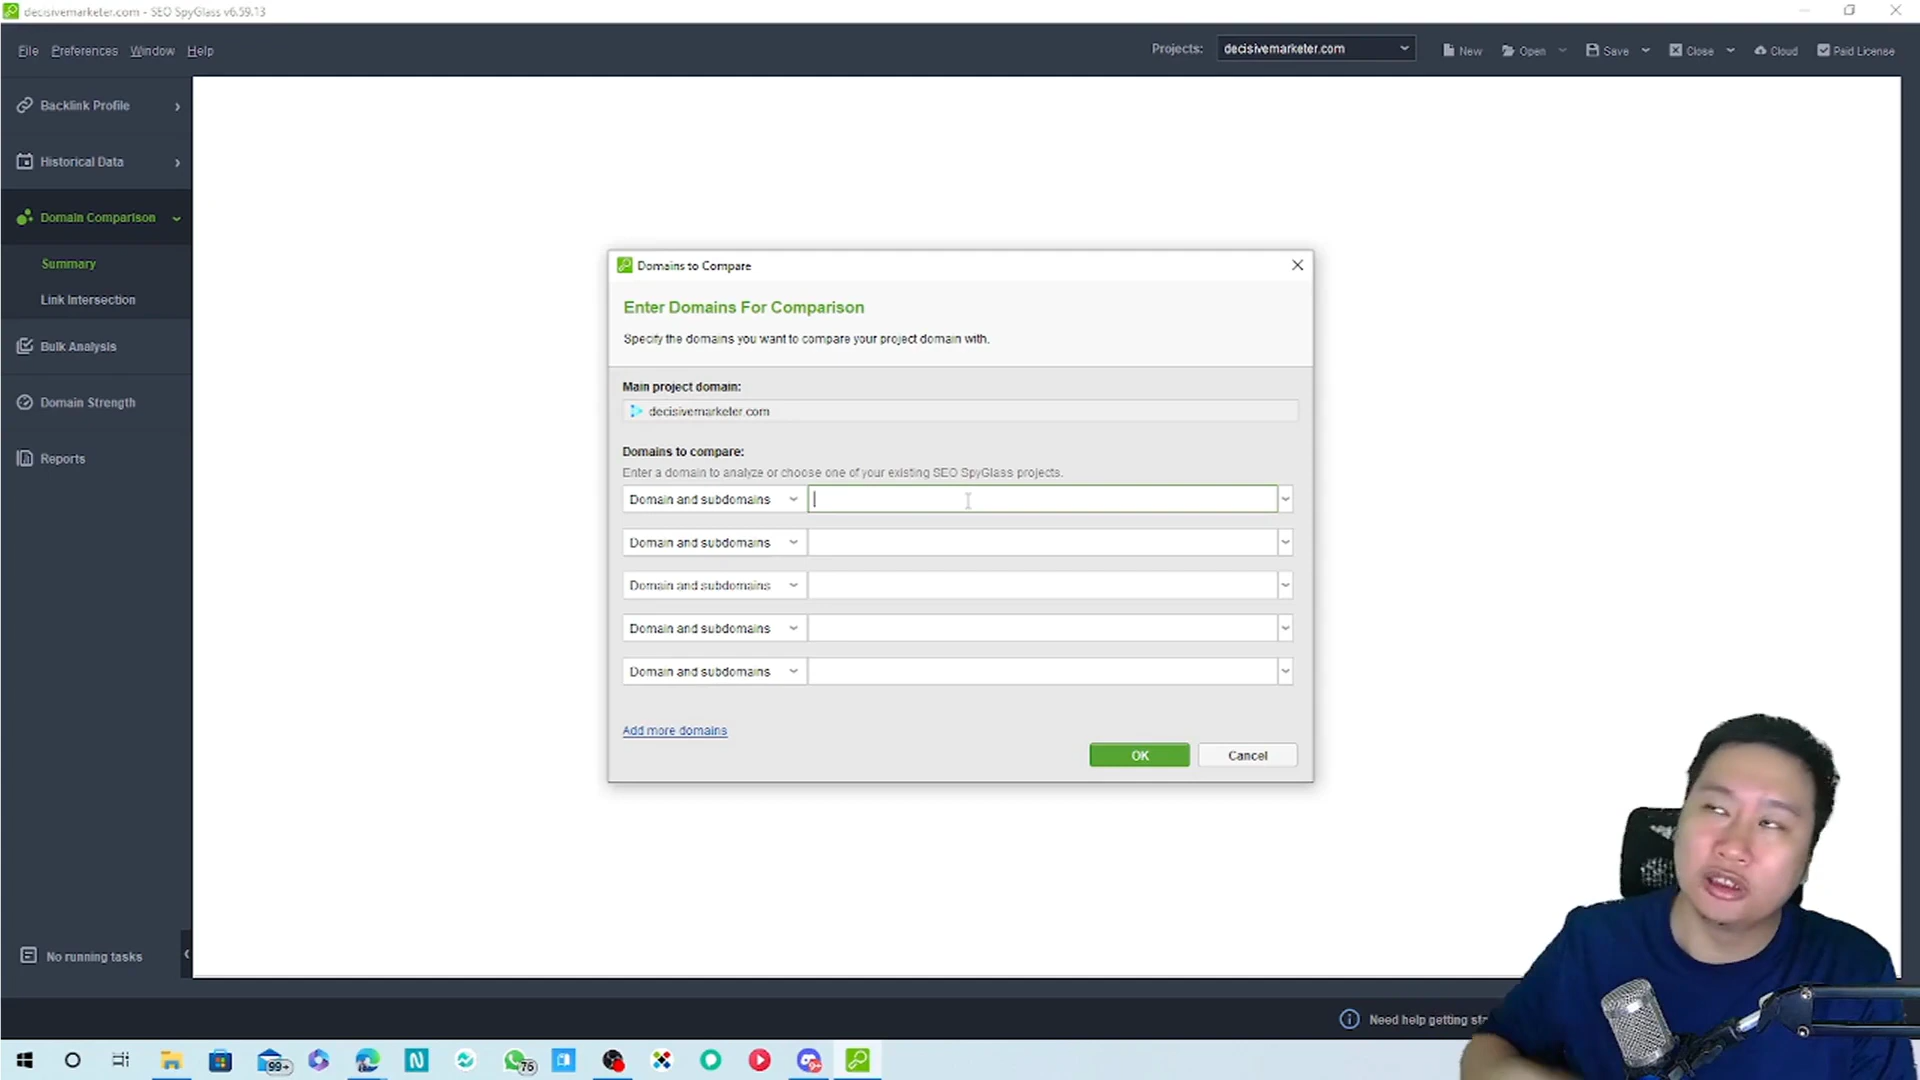 decisivemarketer.com - SEO SpyGlass v6.59.13
File Preferences Window Help
Projects: decisivemarketer.com New Open Save Close Cloud Paid License
Backlink Profile
Historical Data
Domain Comparison
Summary
Link Intersection
Bulk Analysis
Domain Strength
Reports
Domains to Compare
Enter Domains For Comparison
Specify the domains you want to compare your project domain with.
Main project domain:
decisivemarketer.com
Domains to compare:
Enter a domain to analyze or choose one of your existing SEO SpyGlass projects.
Domain and subdomains
Domain and subdomains
Domain and subdomains
Domain and subdomains
Domain and subdomains
Add more domains
OK Cancel
No running tasks
Need help getting sta
99+ 76